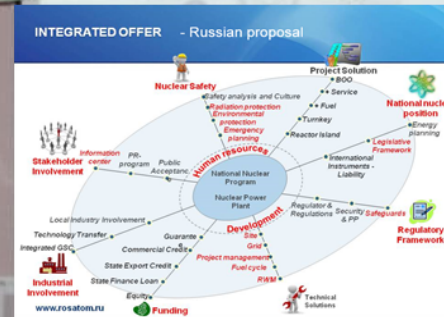 INTEGRATED OFFER - Russian proposal
Project Solution
BOO
Nuclear Safety
Service
Safety analysis and Culture
Radiation protection
Environmental
protection
Emergency
planning
Fuel
Turnkey
Reactor Island
National nucle
position
Energy
planning
Legislative
Framework
International
Instruments -
Liability
Human resources
Stakeholder
Involvement
Information
center
PR-
program
Public
Acceptanc
National Nuclear
Program
Nuclear Power
Plant
Development
Regulator &
Regulations
Security
& PP
Safeguards
Regulatory
Framework
Local Industry Involvement
Technology Transfer
Integrated GSC
Industrial
Involvement
Guarante
Commercial Credit
State Export Credit
State Finance Loan
Equity
Funding
Site
Grid
Project management
Fuel cycle
RWM
Technical
Solutions
www.rosatom.ru